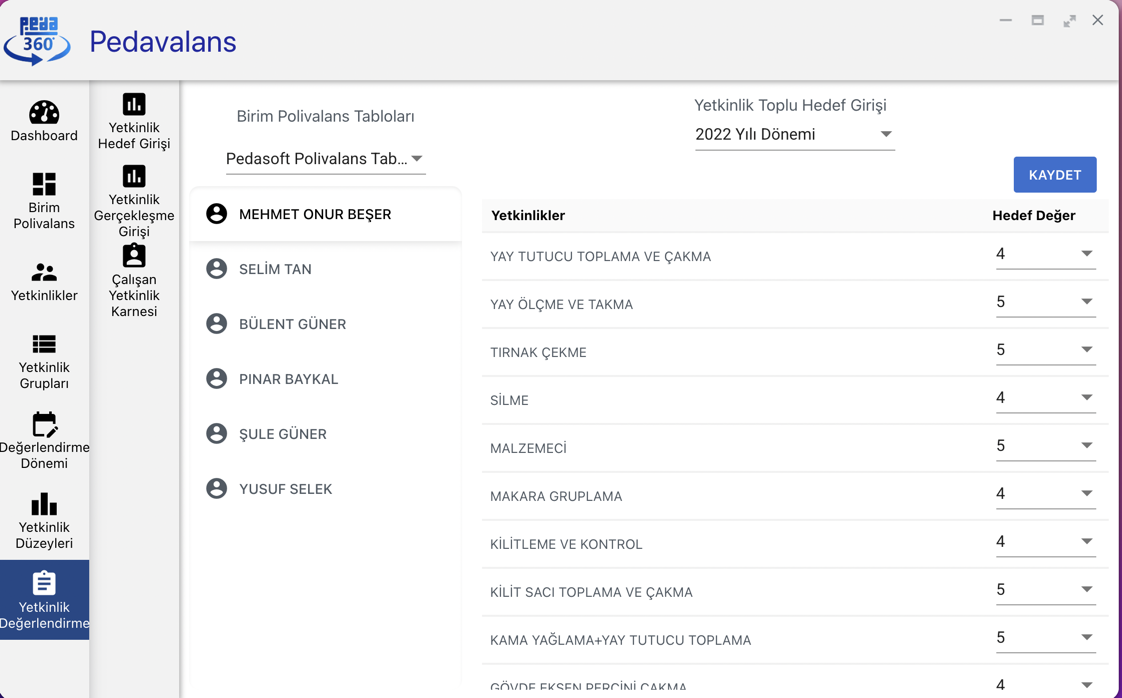 PEDA
360°
Pedavalans
Dashboard
Birim
Polivalans
Yetkinlikler
Yetkinlik
Grupları
Değerlendirme
Dönemi
Yetkinlik
Düzeyleri
Yetkinlik
Değerlendirme
Yetkinlik
Hedef Girişi
Yetkinlik
Gerçekleşme
Girişi
Çalışan
Yetkinlik
Karnesi
Birim Polivalans Tabloları
Pedasoft Polivalans Tab...
MEHMET ONUR BEŞER
SELİM TAN
BÜLENT GÜNER
PINAR BAYKAL
ŞULE GÜNER
YUSUF SELEK
Yetkinlik Toplu Hedef Girişi
2022 Yılı Dönemi
KAYDET
Yetkinlikler Hedef Değer
YAY TUTUCU TOPLAMA VE ÇAKMA 4
YAY ÖLÇME VE TAKMA 5
TIRNAK ÇEKME 5
SİLME 4
MALZEMECİ 5
MAKARA GRUPLAMA 4
KİLİTLEME VE KONTROL 4
KİLİT SACI TOPLAMA VE ÇAKMA 5
KAMA YAĞLAMA+YAY TUTUCU TOPLAMA 5
GÖVDE EKSEN PERÇİNİ ÇAKMA 4